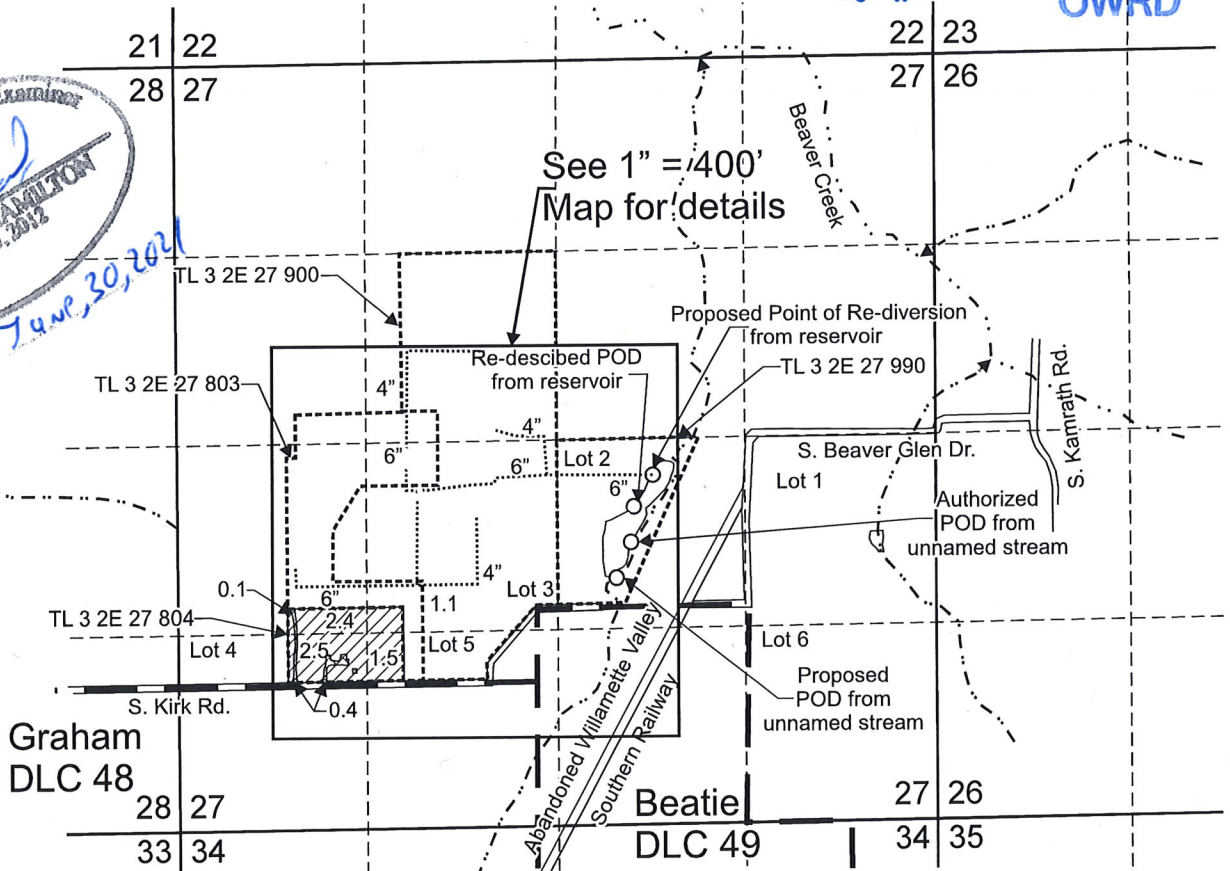 OWRD
21 22
28 27
22 23
27 26
Examiner
HAMILTON
2012
June, 30, 2021
See 1" = 400'
Map for details
Beaver Creek
TL 3 2E 27 900
Proposed Point of Re-diversion
from reservoir
Re-descibed POD
from reservoir
TL 3 2E 27 990
TL 3 2E 27 803
4"
4"
6"
6"
Lot 2
6"
S. Beaver Glen Dr.
S. Kamrath Rd.
Lot 1
Authorized
POD from
unnamed stream
4"
Lot 3
0.1
6"
1.1
TL 3 2E 27 804
2.4
Lot 4
2.5
1.5
Lot 5
Lot 6
Proposed
POD from
unnamed stream
S. Kirk Rd.
0.4
Abandoned Willamette Valley
Southern Railway
Graham
DLC 48
Beatie
DLC 49
28 27
33 34
27 26
34 35